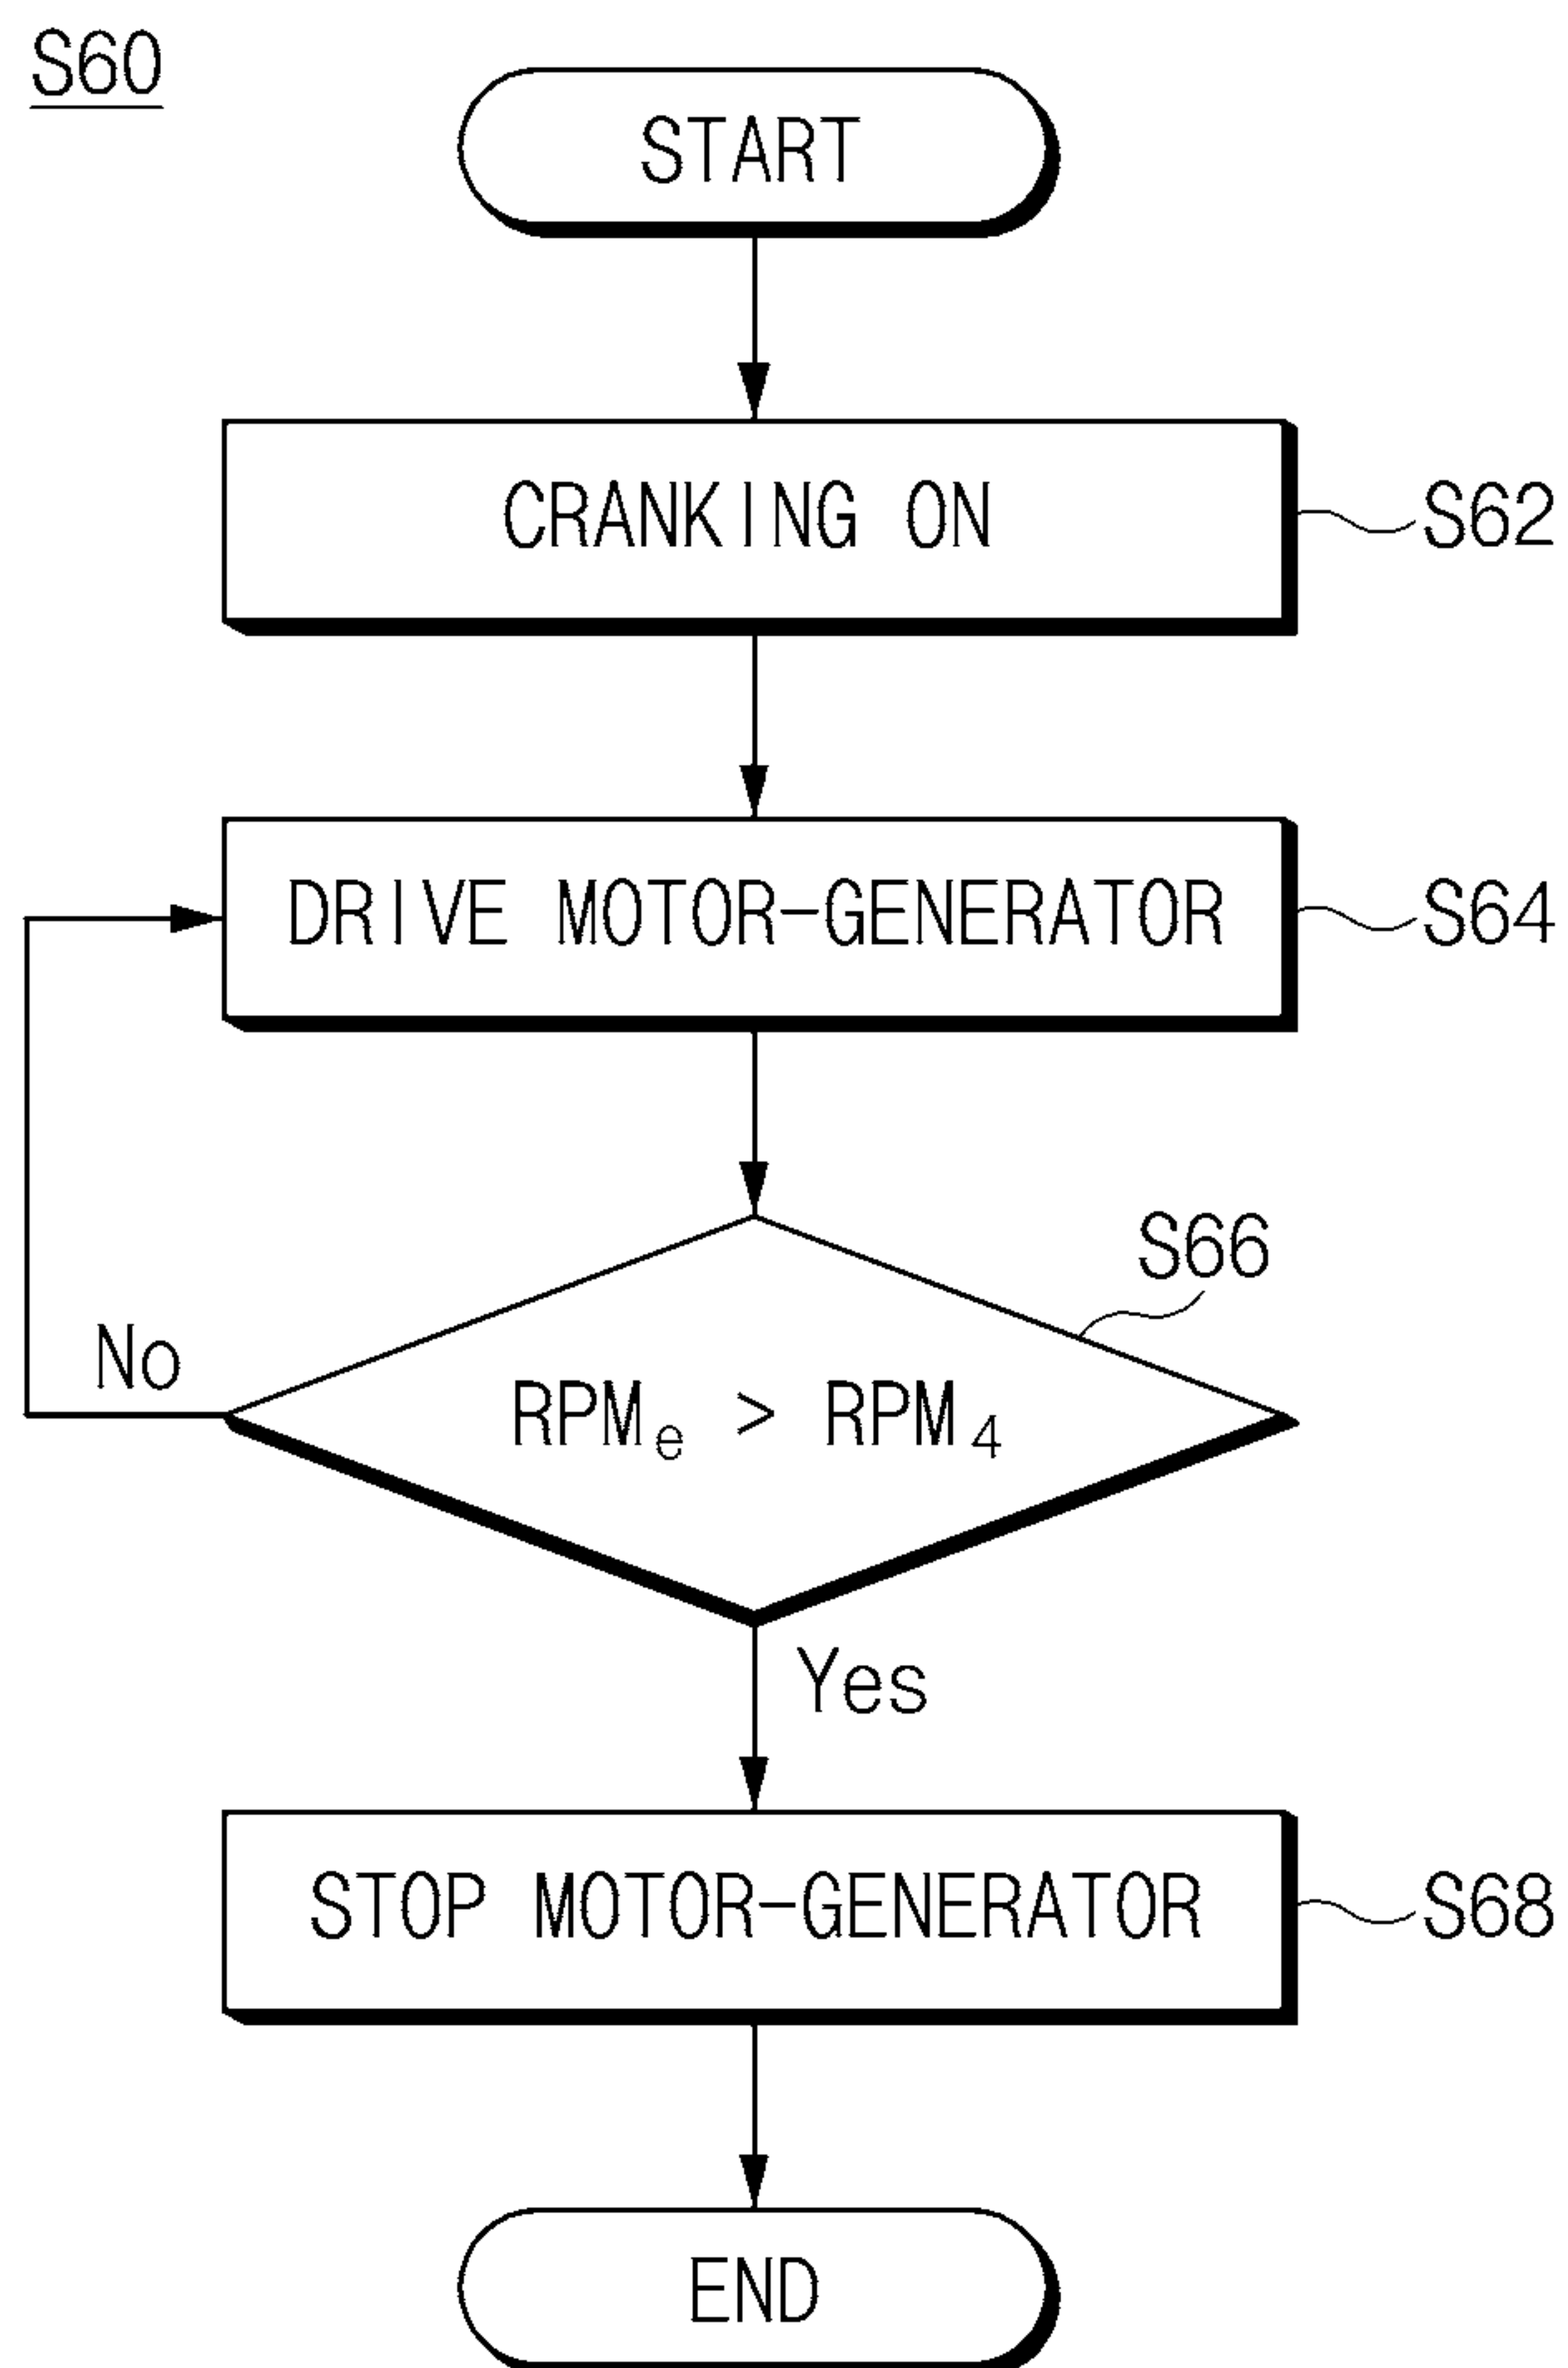 S60
START
CRANKING ON
S62
DRIVE MOTOR-GENERATOR
S64
S66
No
RPMₑ > RPM₄
Yes
STOP MOTOR-GENERATOR
S68
END